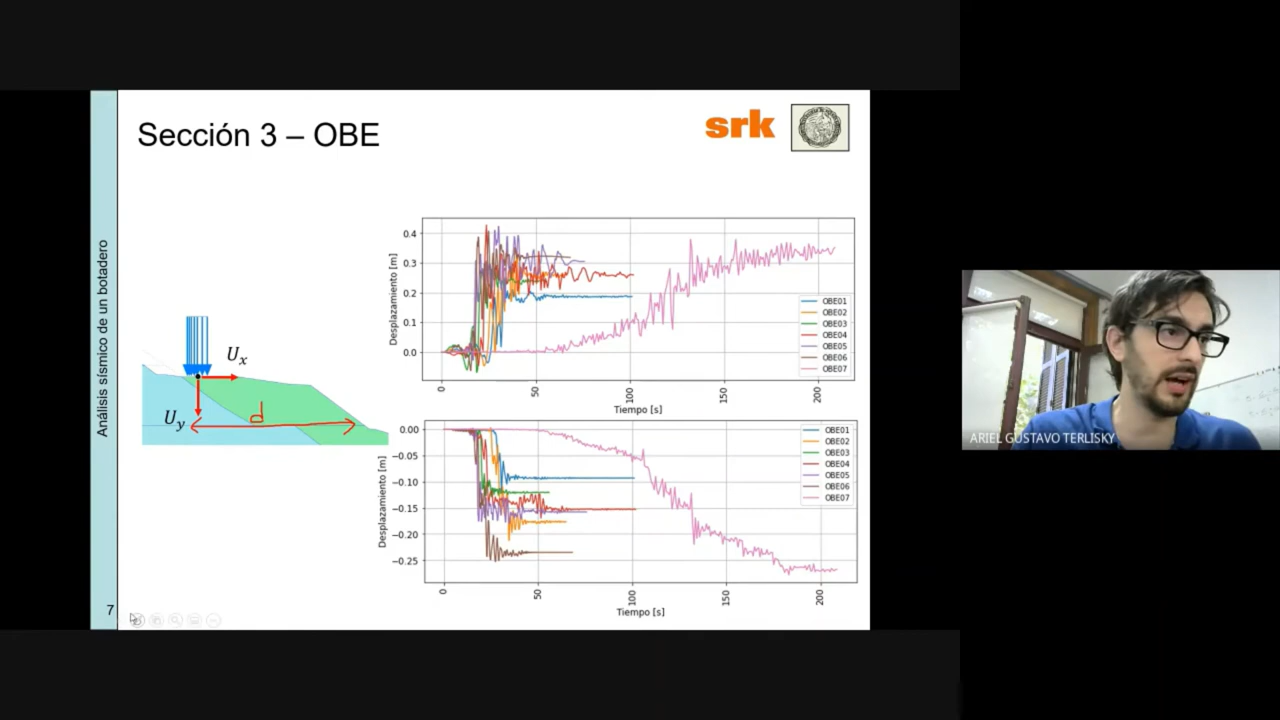 Sección 3 – OBE
srk
Análisis sísmico de un botadero
Ux
Uy
d
Desplazamiento [m]
0.4
0.3
0.2
0.1
0.0
OBE01
OBE02
OBE03
OBE04
OBE05
OBE06
OBE07
0
50
100
150
200
Tiempo [s]
Desplazamiento [m]
0.00
−0.05
−0.10
−0.15
−0.20
−0.25
OBE01
OBE02
OBE03
OBE04
OBE05
OBE06
OBE07
0
50
100
150
200
Tiempo [s]
7
ARIEL GUSTAVO TERLISKY